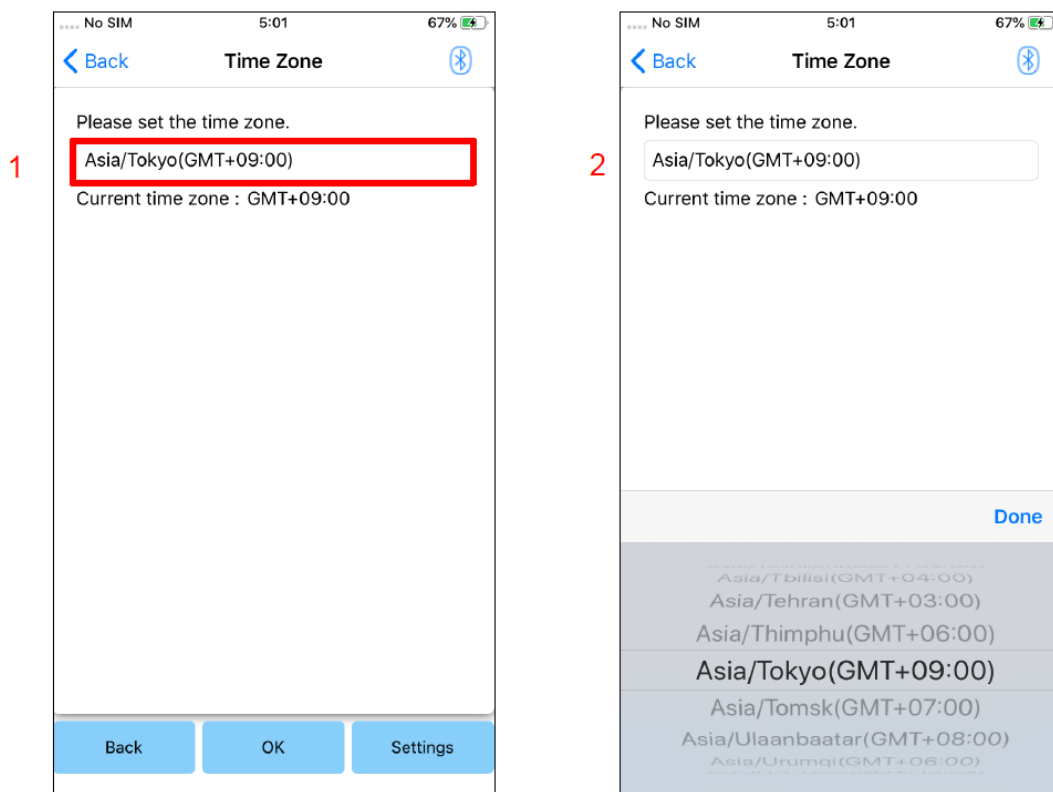 No SIM 5:01 67%
Back Time Zone
Please set the time zone.
1
Asia/Tokyo(GMT+09:00)
Current time zone : GMT+09:00
Back OK Settings
No SIM 5:01 67%
Back Time Zone
Please set the time zone.
2
Asia/Tokyo(GMT+09:00)
Current time zone : GMT+09:00
Done
Asia/Tbilisi(GMT+04:00)
Asia/Tehran(GMT+03:00)
Asia/Thimphu(GMT+06:00)
Asia/Tokyo(GMT+09:00)
Asia/Tomsk(GMT+07:00)
Asia/Ulaanbaatar(GMT+08:00)
Asia/Urumqi(GMT+06:00)